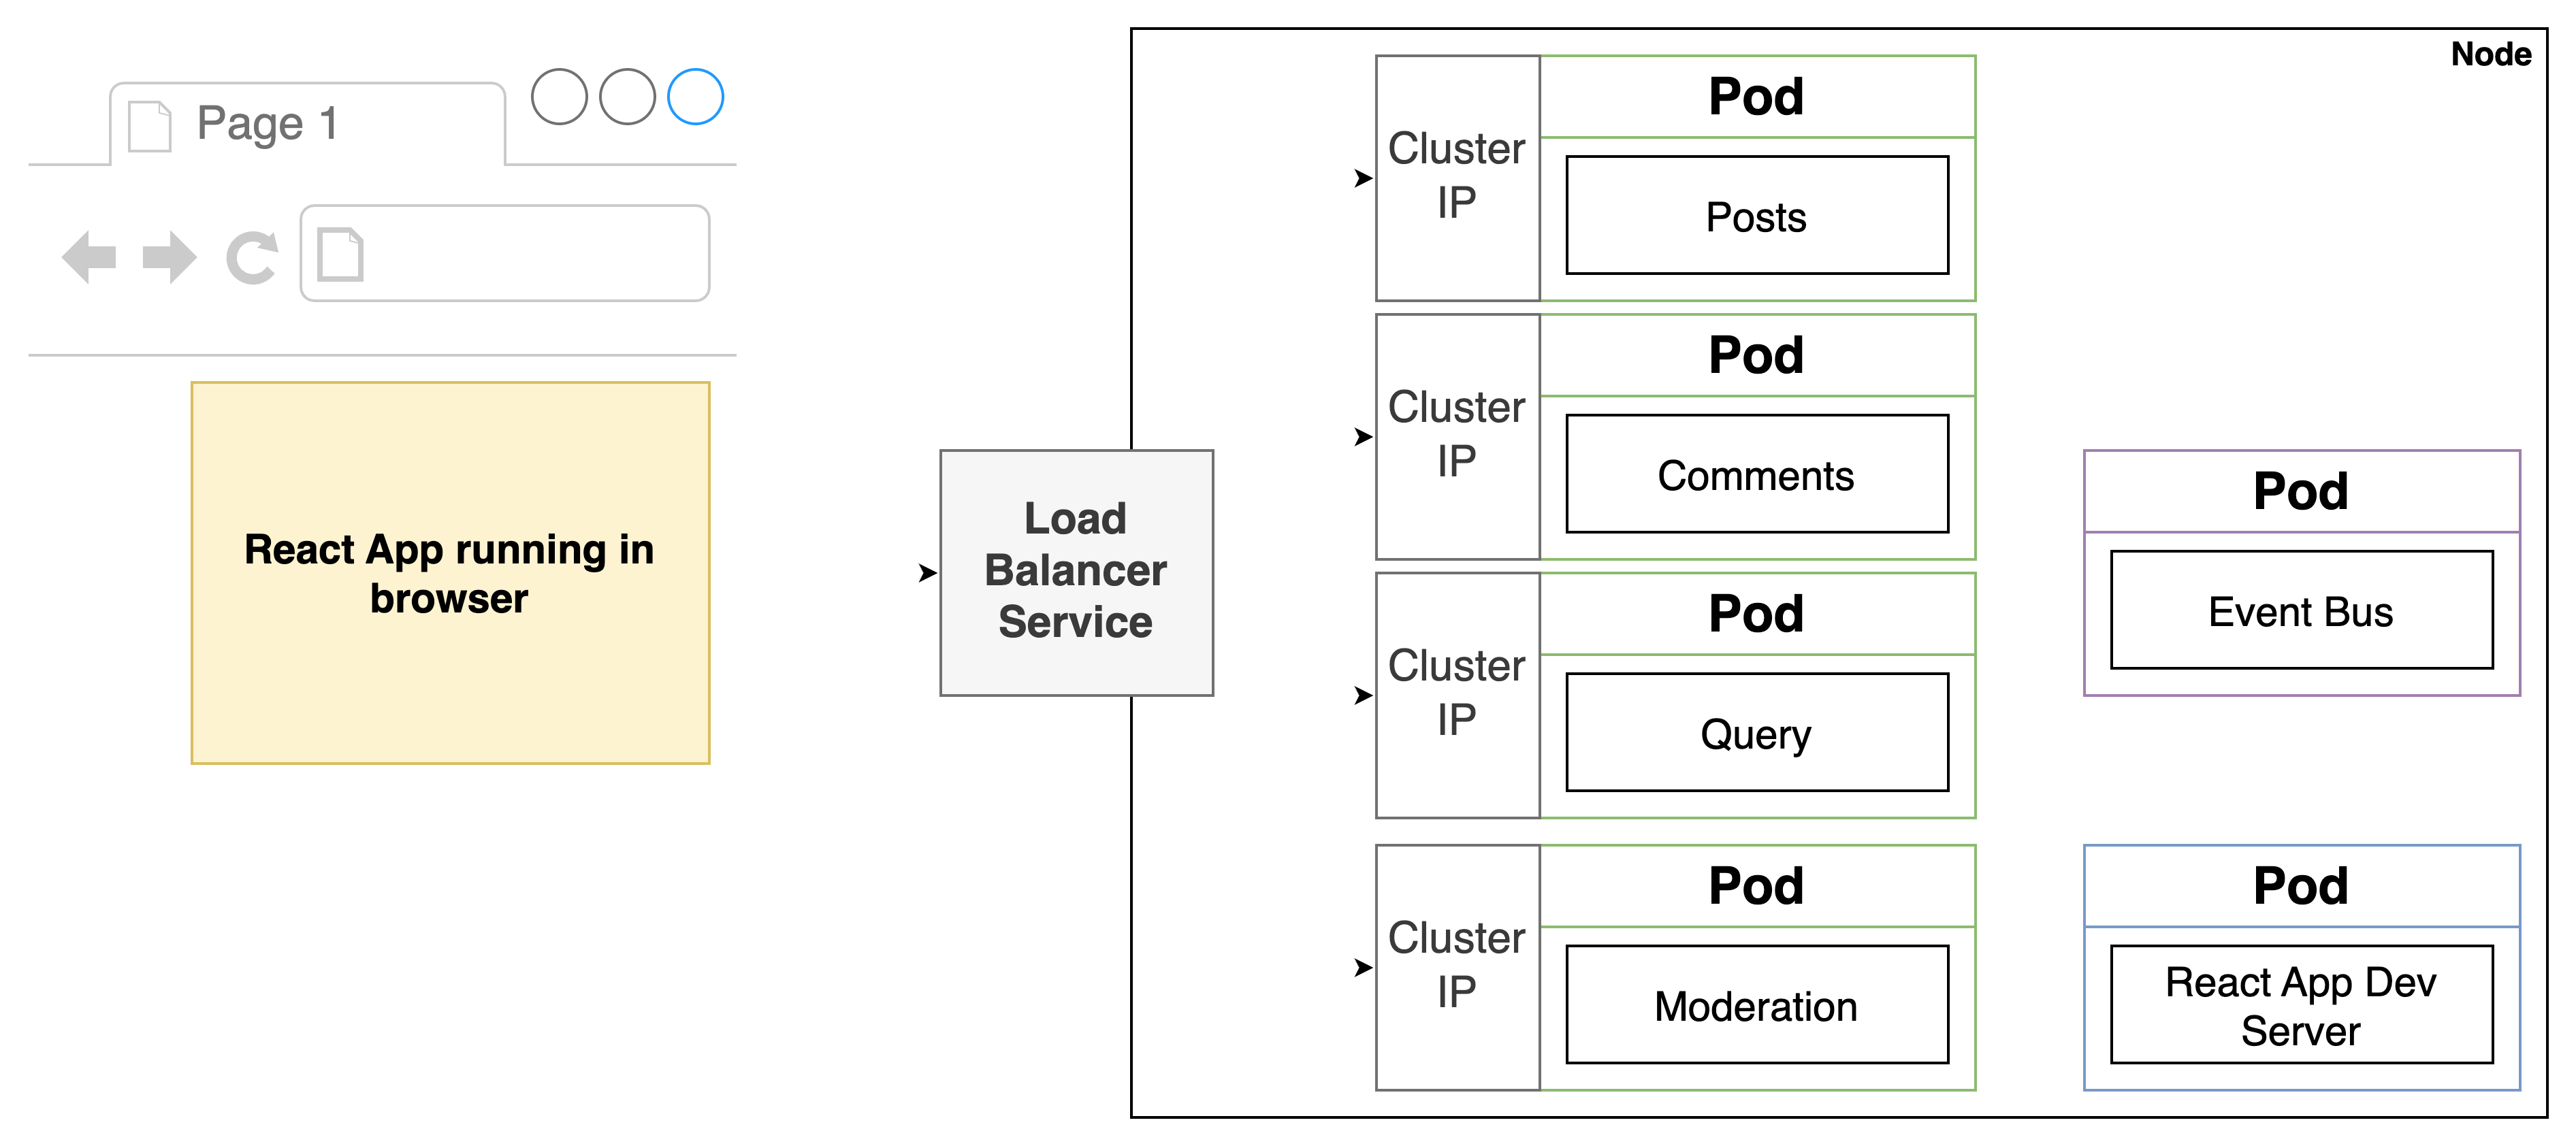 Page 1
React App running in
browser
Load
Balancer
Service
Node
Cluster
IP
Pod
Posts
Cluster
IP
Pod
Comments
Cluster
IP
Pod
Query
Cluster
IP
Pod
Moderation
Pod
Event Bus
Pod
React App Dev
Server